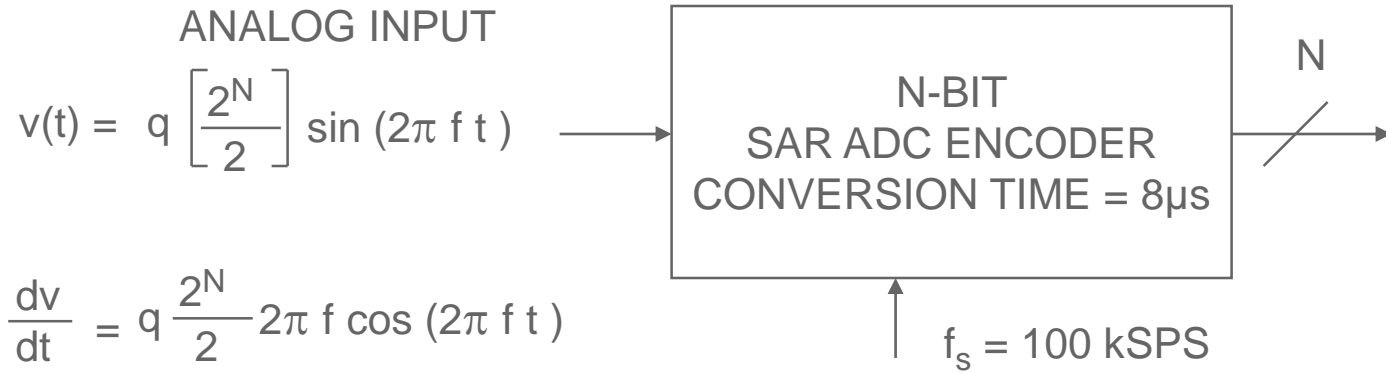 ANALOG INPUT
v(t) = q [2^N / 2] sin (2π f t )
dv/dt = q 2^N/2 2π f cos (2π f t )
N-BIT
SAR ADC ENCODER
CONVERSION TIME = 8µs
N
f_s = 100 kSPS